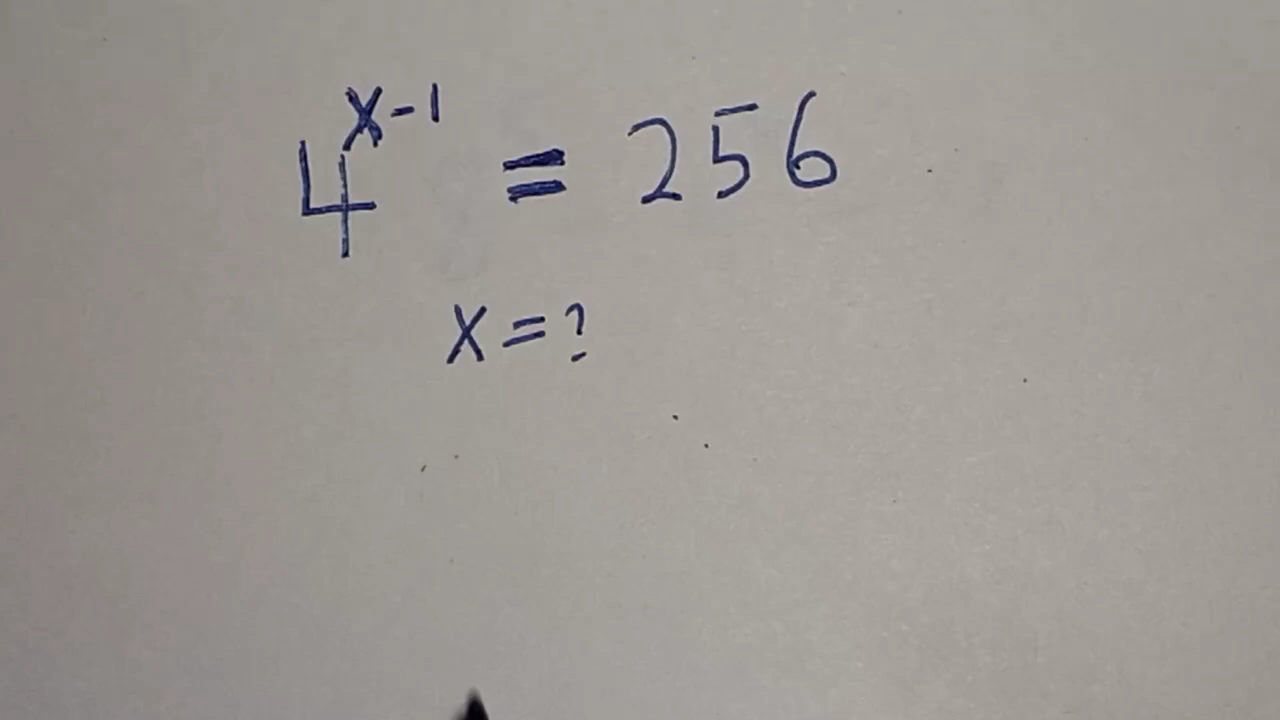 4^{x-1} = 256
x = ?